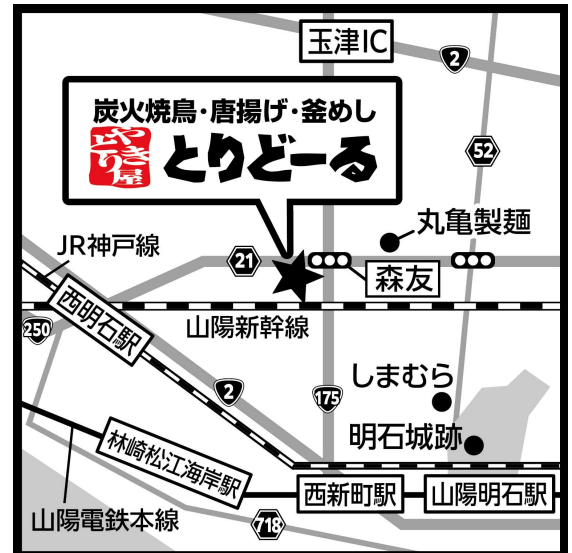 玉津IC
2
炭火焼鳥・唐揚げ・釜めし
やきとり屋
とりどーる
52
丸亀製麺
JR神戸線
21
森友
西明石駅
山陽新幹線
250
しまむら
2
175
明石城跡
林崎松江海岸駅
西新町駅
山陽明石駅
山陽電鉄本線
718